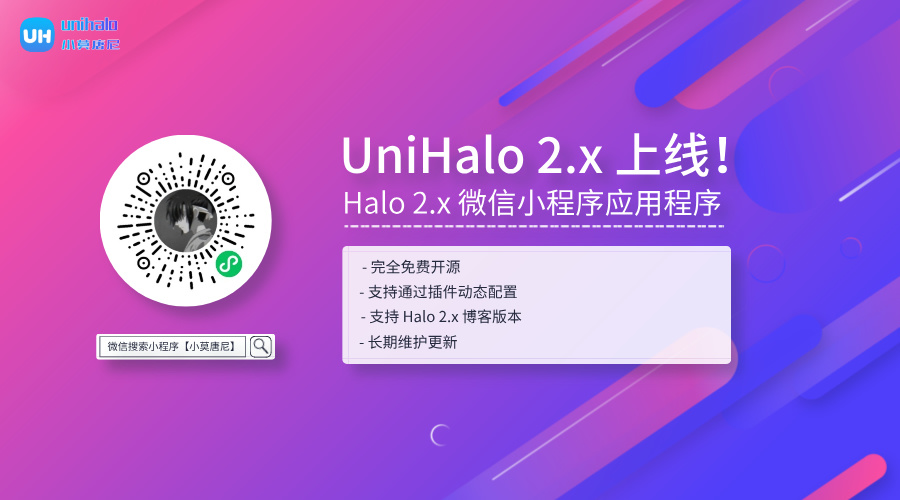 UH
unihalo
小莫唐尼
UniHalo 2.x 上线！
Halo 2.x 微信小程序应用程序
- 完全免费开源
- 支持通过插件动态配置
- 支持 Halo 2.x 博客版本
- 长期维护更新
微信搜索小程序【小莫唐尼】